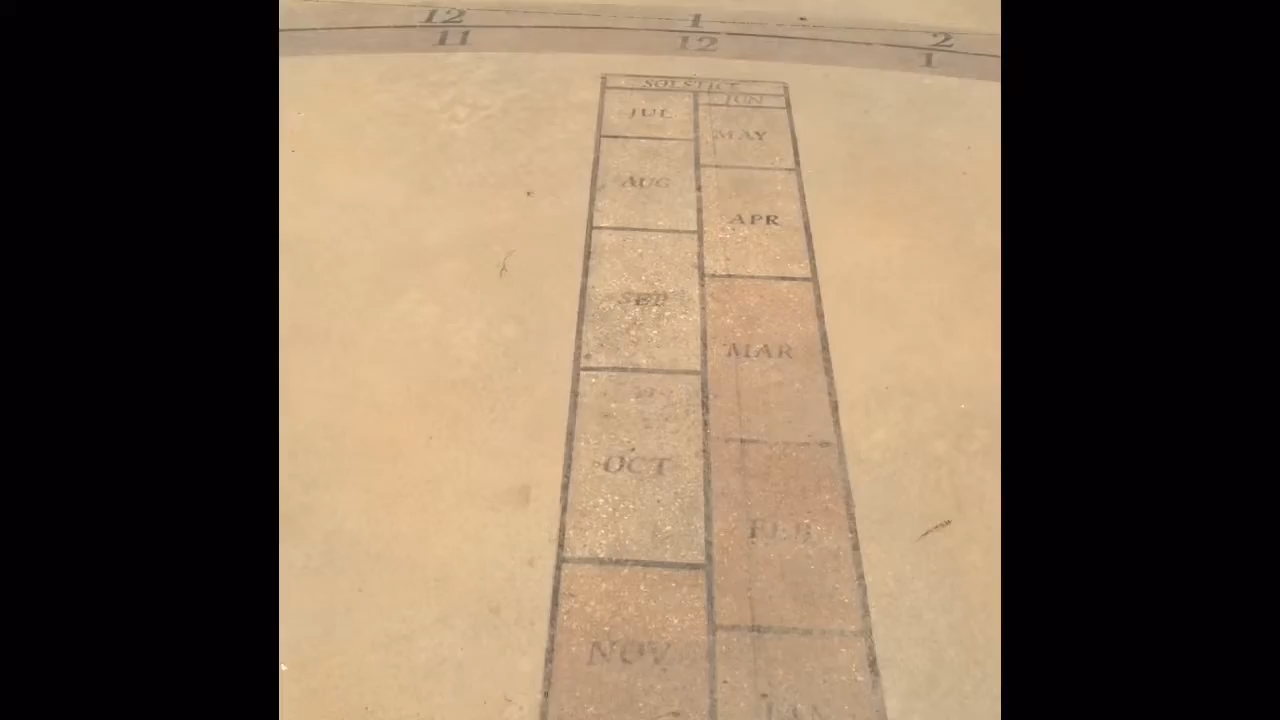 12 1 2
11 12 1
SOLSTICE
JUN
JUL
MAY
AUG
APR
SEP
MAR
OCT
FEB
NOV
JAN